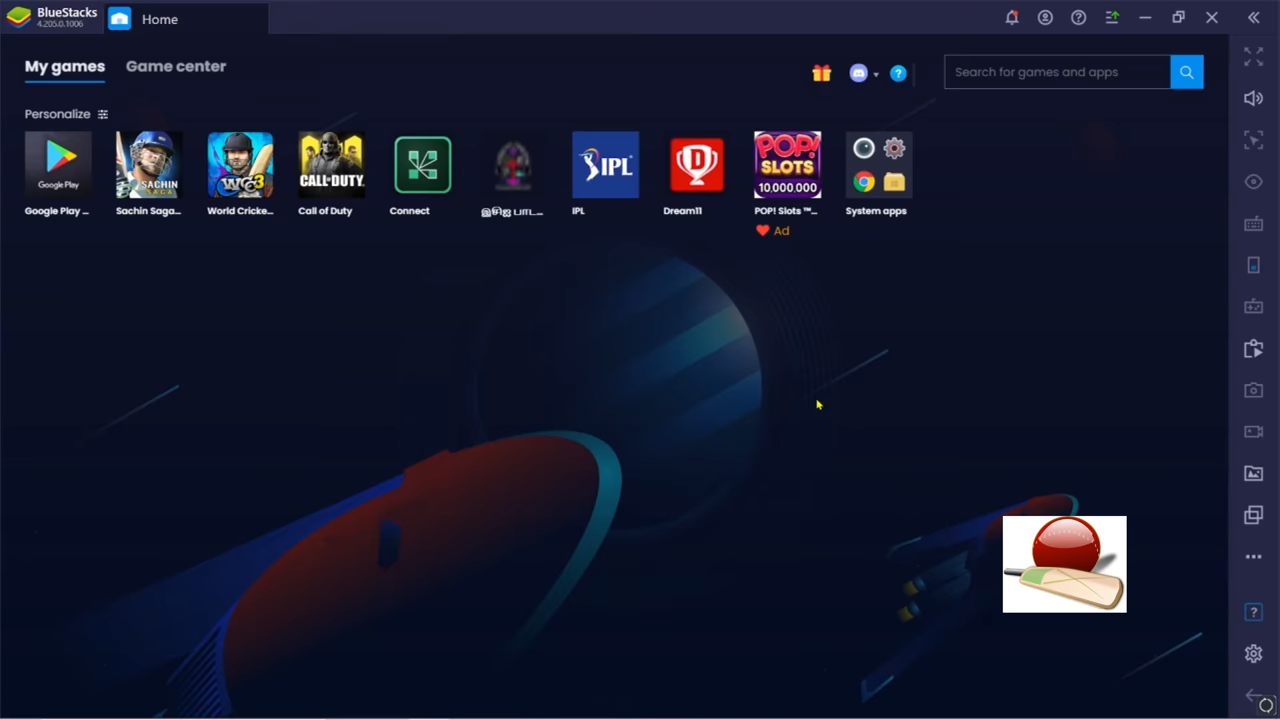 BlueStacks
4.205.0.1006
Home
My games
Game center
Search for games and apps
Personalize
Google Play
IPL
D
POP!
SLOTS
10,000,000
WCC3
SACHIN
SAGA
CALL·DUTY
Google Play ...
Sachin Saga...
World Cricke...
Call of Duty
Connect
IPL
Dream11
POP! Slots ™...
System apps
Ad